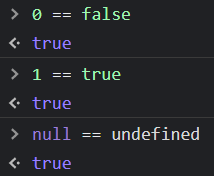 > 0 == false
<· true
> 1 == true
<· true
> null == undefined
<· true